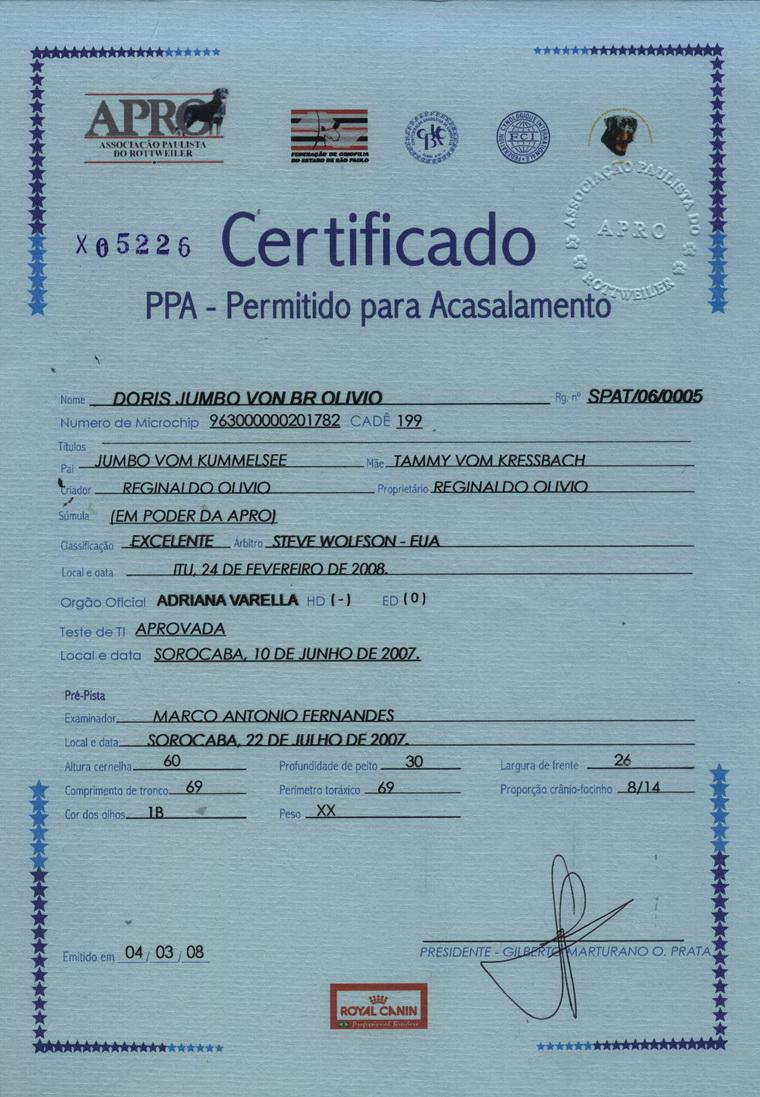 APRO
ASSOCIAÇÃO PAULISTA
DO ROTTWEILER
FEDERAÇÃO DE CINOFILIA
DO ESTADO DE SÃO PAULO
FCI
ASSOCIAÇÃO PAULISTA DO ROTTWEILER
APRO
X05226 Certificado
PPA - Permitido para Acasalamento
Nome DORIS JUMBO VON BR OLIVIO Rg. nº SPAT/06/0005
Numero de Microchip 963000000201782 CADÊ 199
Títulos
Pai JUMBO VOM KUMMELSEE Mãe TAMMY VOM KRESSBACH
Criador REGINALDO OLIVIO Proprietário REGINALDO OLIVIO
Súmula (EM PODER DA APRO)
Classificação EXCELENTE Árbitro STEVE WOLFSON - EUA
Local e data ITU, 24 DE FEVEREIRO DE 2008.
Orgão Oficial ADRIANA VARELLA HD (-) ED (0)
Teste de TI APROVADA
Local e data SOROCABA, 10 DE JUNHO DE 2007.
Pré-Pista
Examinador MARCO ANTONIO FERNANDES
Local e data SOROCABA, 22 DE JULHO DE 2007.
Altura cernelha 60 Profundidade de peito 30 Largura de frente 26
Comprimento de tronco 69 Perímetro toráxico 69 Proporção crânio-focinho 8/14
Cor dos olhos 1B Peso XX
Emitido em 04 / 03 / 08
PRESIDENTE - GILBERTO MARTURANO O. PRATA
ROYAL CANIN
Professional Breeders